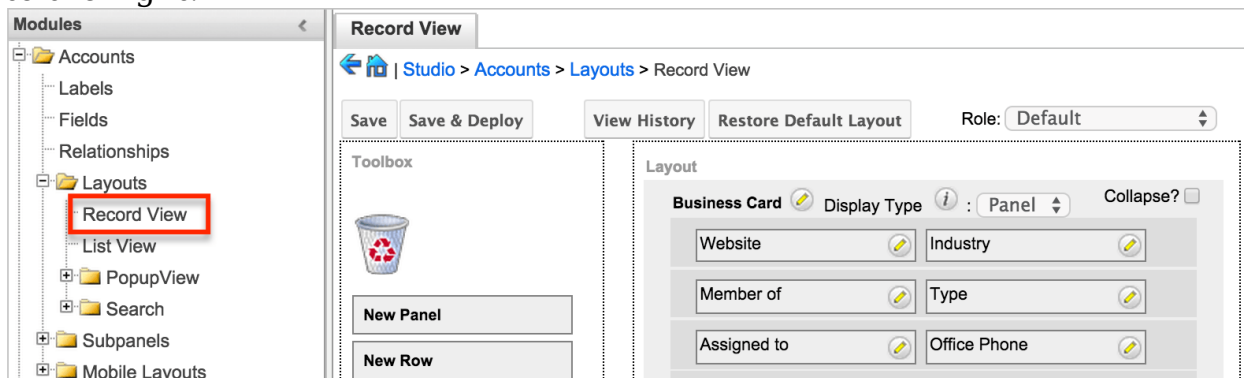 Modules <
Accounts
Labels
Fields
Relationships
Layouts
Record View
List View
PopupView
Search
Subpanels
Mobile Layouts
Record View
| Studio > Accounts > Layouts > Record View
Save Save & Deploy View History Restore Default Layout Role: Default
Toolbox
New Panel
New Row
Layout
Business Card Display Type i : Panel Collapse?
Website Industry
Member of Type
Assigned to Office Phone